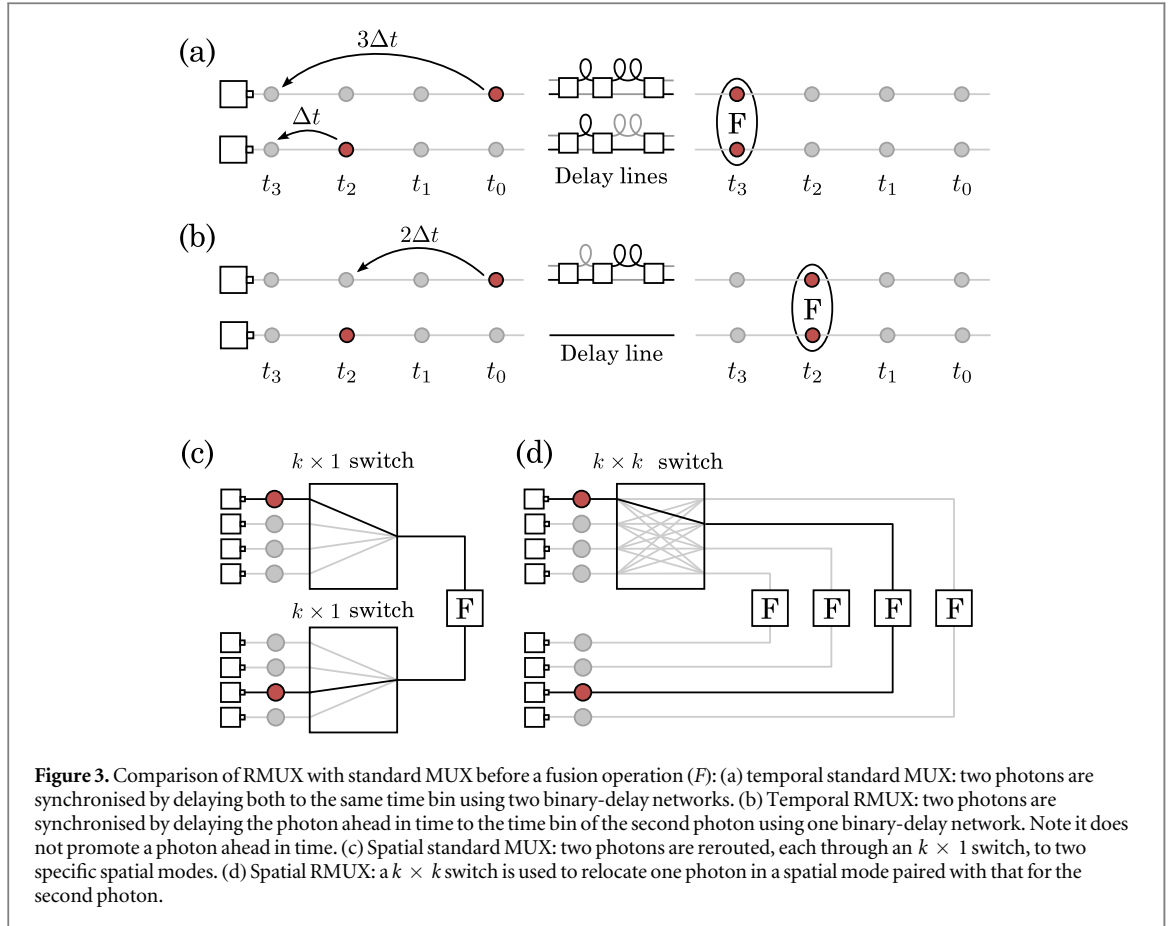 (a)
3Δt
Δt
F
t3 t2 t1 t0
Delay lines
t3 t2 t1 t0
(b)
2Δt
F
Delay line
t3 t2 t1 t0
t3 t2 t1 t0
(c)
k × 1 switch
F
k × 1 switch
(d)
k × k switch
F F F F
Figure 3. Comparison of RMUX with standard MUX before a fusion operation (F): (a) temporal standard MUX: two photons are
synchronised by delaying both to the same time bin using two binary-delay networks. (b) Temporal RMUX: two photons are
synchronised by delaying the photon ahead in time to the time bin of the second photon using one binary-delay network. Note it does
not promote a photon ahead in time. (c) Spatial standard MUX: two photons are rerouted, each through an k × 1 switch, to two
specific spatial modes. (d) Spatial RMUX: a k × k switch is used to relocate one photon in a spatial mode paired with that for the
second photon.